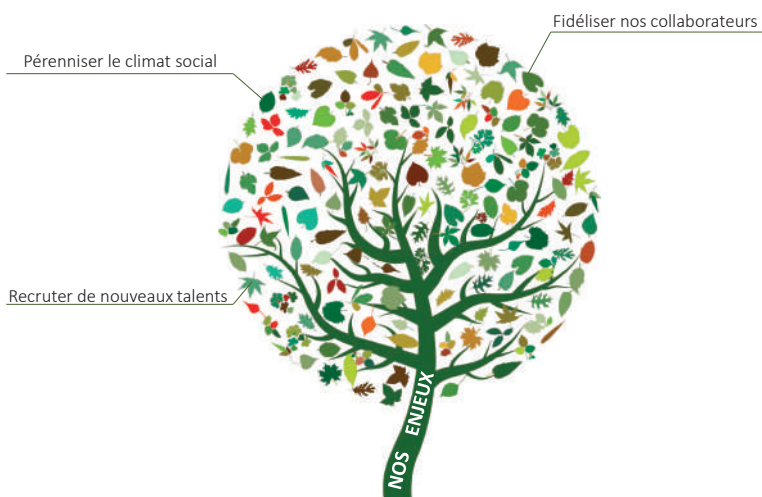 Fidéliser nos collaborateurs
Pérenniser le climat social
Recruter de nouveaux talents
NOS ENJEUX